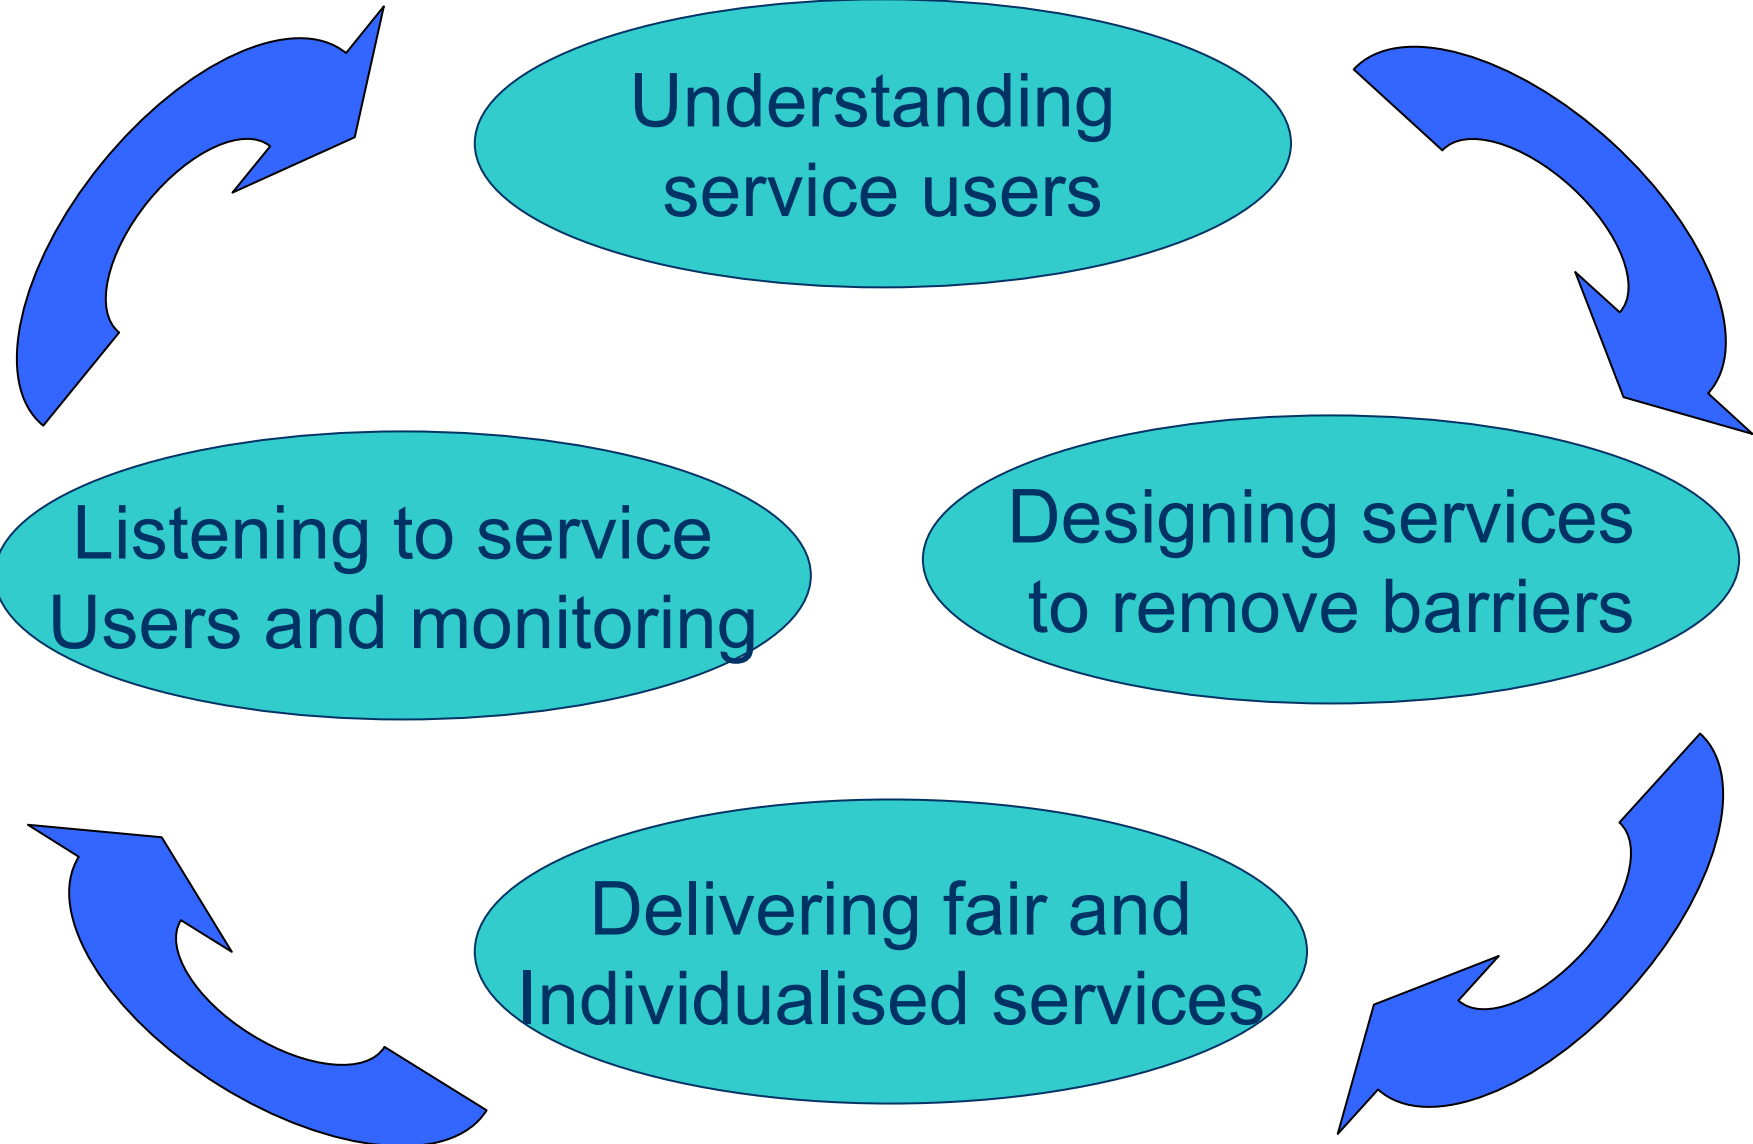 Understanding
service users
Listening to service
Users and monitoring
Designing services
to remove barriers
Delivering fair and
Individualised services